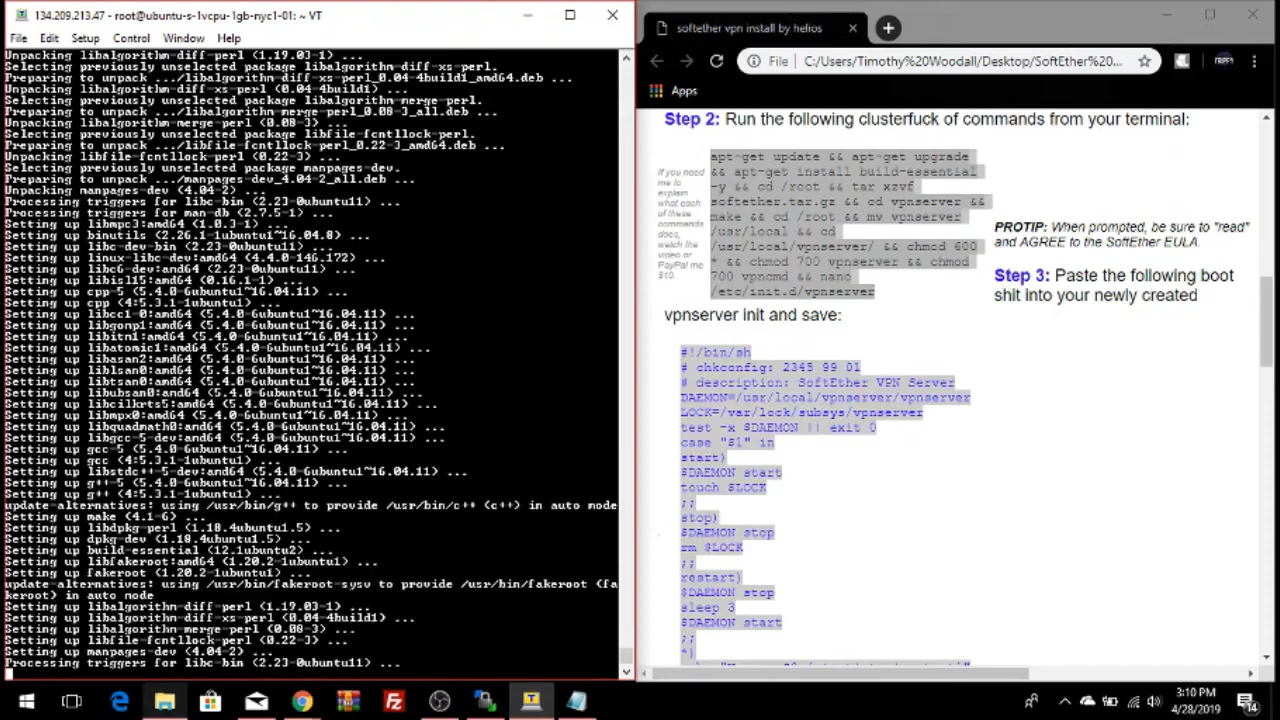 134.209.213.47 - root@ubuntu-s-1vcpu-1gb-nyc1-01: ~ VT
File Edit Setup Control Window Help
Unpacking libalgorithm-diff-perl (1.19.03-1) ...
Selecting previously unselected package libalgorithm-diff-xs-perl.
Preparing to unpack .../libalgorithm-diff-xs-perl_0.04-4build1_amd64.deb ...
Unpacking libalgorithm-diff-xs-perl (0.04-4build1) ...
Selecting previously unselected package libalgorithm-merge-perl.
Preparing to unpack .../libalgorithm-merge-perl_0.08-3_all.deb ...
Unpacking libalgorithm-merge-perl (0.08-3) ...
Selecting previously unselected package libfile-fcntllock-perl.
Preparing to unpack .../libfile-fcntllock-perl_0.22-3_amd64.deb ...
Unpacking libfile-fcntllock-perl (0.22-3) ...
Selecting previously unselected package manpages-dev.
Preparing to unpack .../manpages-dev_4.04-2_all.deb ...
Unpacking manpages-dev (4.04-2) ...
Processing triggers for libc-bin (2.23-0ubuntu11) ...
Processing triggers for man-db (2.7.5-1) ...
Setting up libmpc3:amd64 (1.0.3-1) ...
Setting up binutils (2.26.1-1ubuntu1~16.04.8) ...
Setting up libc-dev-bin (2.23-0ubuntu11) ...
Setting up linux-libc-dev:amd64 (4.4.0-146.172) ...
Setting up libc6-dev:amd64 (2.23-0ubuntu11) ...
Setting up libisl15:amd64 (0.16.1-1) ...
Setting up cpp-5 (5.4.0-6ubuntu1~16.04.11) ...
Setting up cpp (4:5.3.1-1ubuntu1) ...
Setting up libcc1-0:amd64 (5.4.0-6ubuntu1~16.04.11) ...
Setting up libgomp1:amd64 (5.4.0-6ubuntu1~16.04.11) ...
Setting up libitm1:amd64 (5.4.0-6ubuntu1~16.04.11) ...
Setting up libatomic1:amd64 (5.4.0-6ubuntu1~16.04.11) ...
Setting up libasan2:amd64 (5.4.0-6ubuntu1~16.04.11) ...
Setting up liblsan0:amd64 (5.4.0-6ubuntu1~16.04.11) ...
Setting up libtsan0:amd64 (5.4.0-6ubuntu1~16.04.11) ...
Setting up libubsan0:amd64 (5.4.0-6ubuntu1~16.04.11) ...
Setting up libcilkrts5:amd64 (5.4.0-6ubuntu1~16.04.11) ...
Setting up libmpx0:amd64 (5.4.0-6ubuntu1~16.04.11) ...
Setting up libquadmath0:amd64 (5.4.0-6ubuntu1~16.04.11) ...
Setting up libgcc-5-dev:amd64 (5.4.0-6ubuntu1~16.04.11) ...
Setting up gcc-5 (5.4.0-6ubuntu1~16.04.11) ...
Setting up gcc (4:5.3.1-1ubuntu1) ...
Setting up libstdc++-5-dev:amd64 (5.4.0-6ubuntu1~16.04.11) ...
Setting up g++-5 (5.4.0-6ubuntu1~16.04.11) ...
Setting up g++ (4:5.3.1-1ubuntu1) ...
update-alternatives: using /usr/bin/g++ to provide /usr/bin/c++ (c++) in auto mode
Setting up make (4.1-6) ...
Setting up libdpkg-perl (1.18.4ubuntu1.5) ...
Setting up dpkg-dev (1.18.4ubuntu1.5) ...
Setting up build-essential (12.1ubuntu2) ...
Setting up libfakeroot:amd64 (1.20.2-1ubuntu1) ...
Setting up fakeroot (1.20.2-1ubuntu1) ...
update-alternatives: using /usr/bin/fakeroot-sysv to provide /usr/bin/fakeroot (fa
keroot) in auto mode
Setting up libalgorithm-diff-perl (1.19.03-1) ...
Setting up libalgorithm-diff-xs-perl (0.04-4build1) ...
Setting up libalgorithm-merge-perl (0.08-3) ...
Setting up libfile-fcntllock-perl (0.22-3) ...
Setting up manpages-dev (4.04-2) ...
Processing triggers for libc-bin (2.23-0ubuntu11) ...
softether vpn install by helios
File C:/Users/Timothy%20Woodall/Desktop/SoftEther%20...
Apps
Step 2: Run the following clusterfuck of commands from your terminal:
If you need
me to
explain
what each
of these
commands
does,
watch the
video or
PayPal me
$10.
apt-get update && apt-get upgrade
&& apt-get install build-essential
-y && cd /root && tar xzvf
softether.tar.gz && cd vpnserver &&
make && cd /root && mv vpnserver
/usr/local && cd
/usr/local/vpnserver/ && chmod 600
* && chmod 700 vpnserver && chmod
700 vpncmd && nano
/etc/init.d/vpnserver
PROTIP: When prompted, be sure to "read"
and AGREE to the SoftEther EULA.
Step 3: Paste the following boot
shit into your newly created
vpnserver init and save:
#!/bin/sh
# chkconfig: 2345 99 01
# description: SoftEther VPN Server
DAEMON=/usr/local/vpnserver/vpnserver
LOCK=/var/lock/subsys/vpnserver
test -x $DAEMON || exit 0
case "$1" in
start)
$DAEMON start
touch $LOCK
;;
stop)
$DAEMON stop
rm $LOCK
;;
restart)
$DAEMON stop
sleep 3
$DAEMON start
;;
*)
3:10 PM
4/28/2019
14